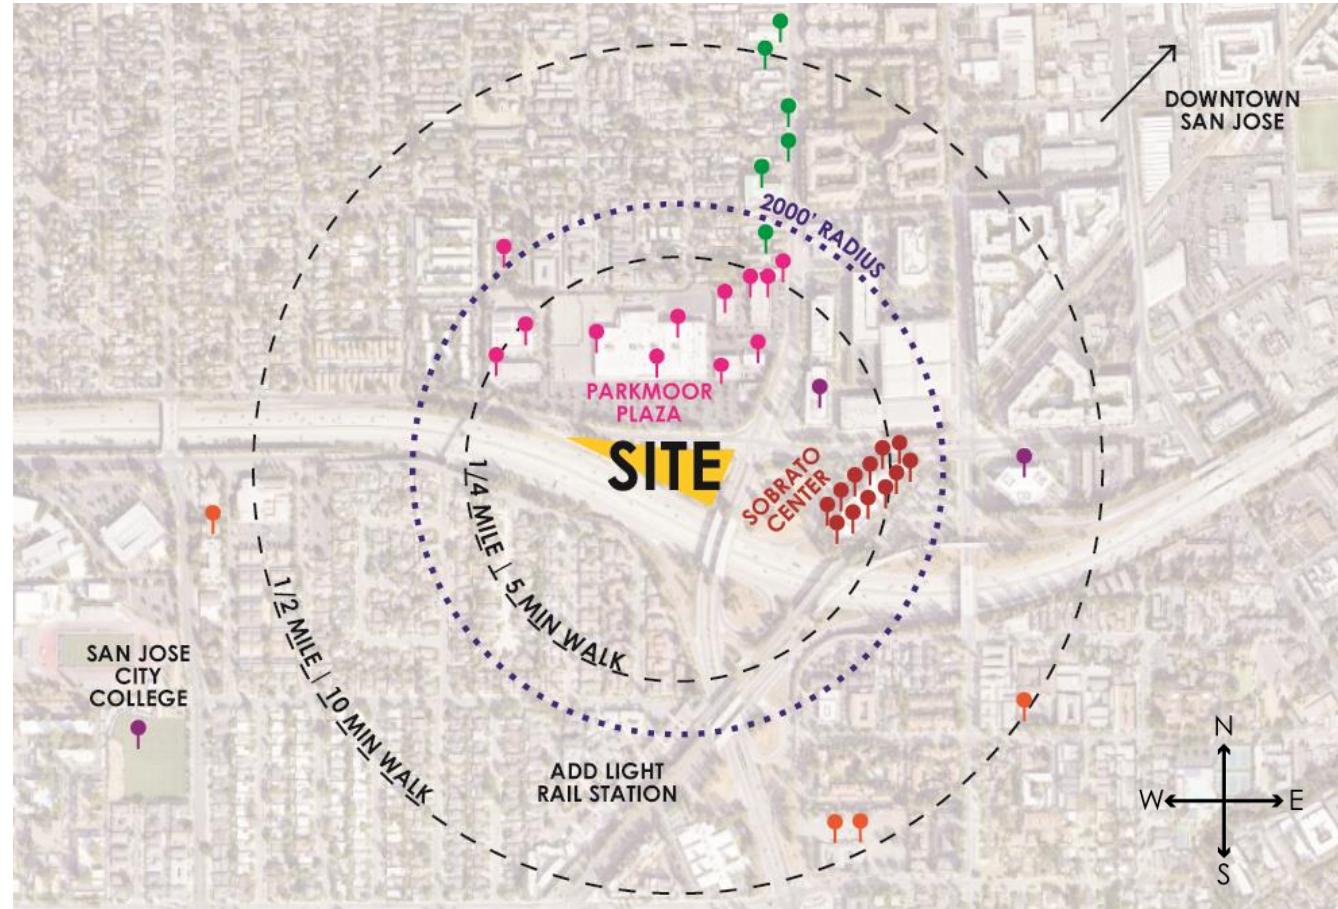 DOWNTOWN
SAN JOSE
2000' RADIUS
PARKMOOR
PLAZA
SITE
SOBRATO
CENTER
1/4 MILE | 5 MIN WALK
1/2 MILE | 10 MIN WALK
SAN JOSE
CITY
COLLEGE
ADD LIGHT
RAIL STATION
N
W
E
S